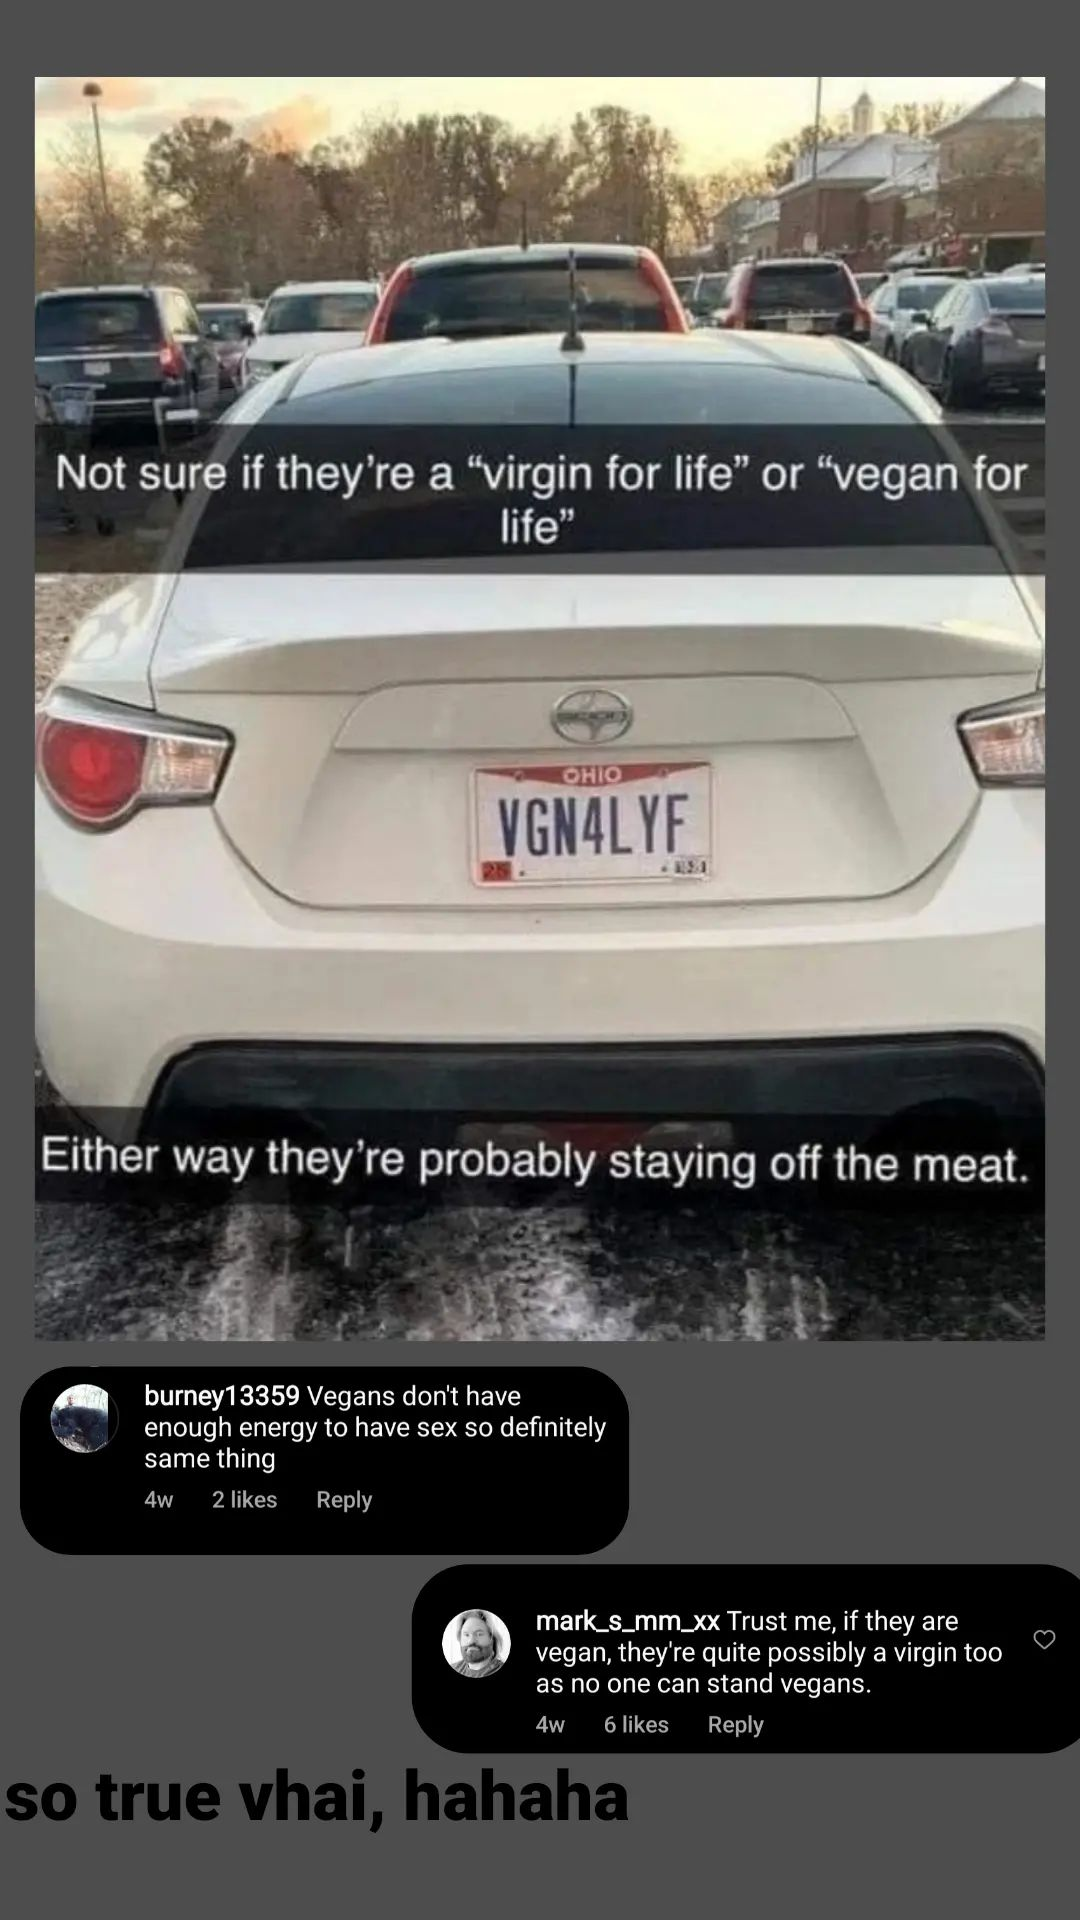 Not sure if they're a “virgin for life” or “vegan for
life”
OHIO
VGN4LYF
Either way they're probably staying off the meat.
burney13359 Vegans don't have
enough energy to have sex so definitely
same thing
4w 2 likes Reply
mark_s_mm_xx Trust me, if they are
vegan, they're quite possibly a virgin too
as no one can stand vegans.
4w 6 likes Reply
so true vhai, hahaha